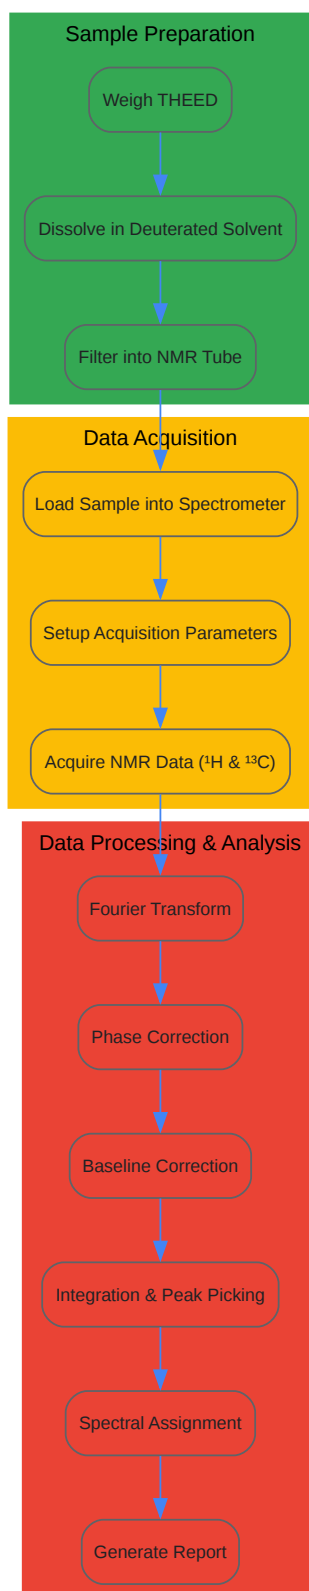 Sample Preparation
Weigh THEED
Dissolve in Deuterated Solvent
Filter into NMR Tube
Data Acquisition
Load Sample into Spectrometer
Setup Acquisition Parameters
Acquire NMR Data (¹H & ¹³C)
Data Processing & Analysis
Fourier Transform
Phase Correction
Baseline Correction
Integration & Peak Picking
Spectral Assignment
Generate Report